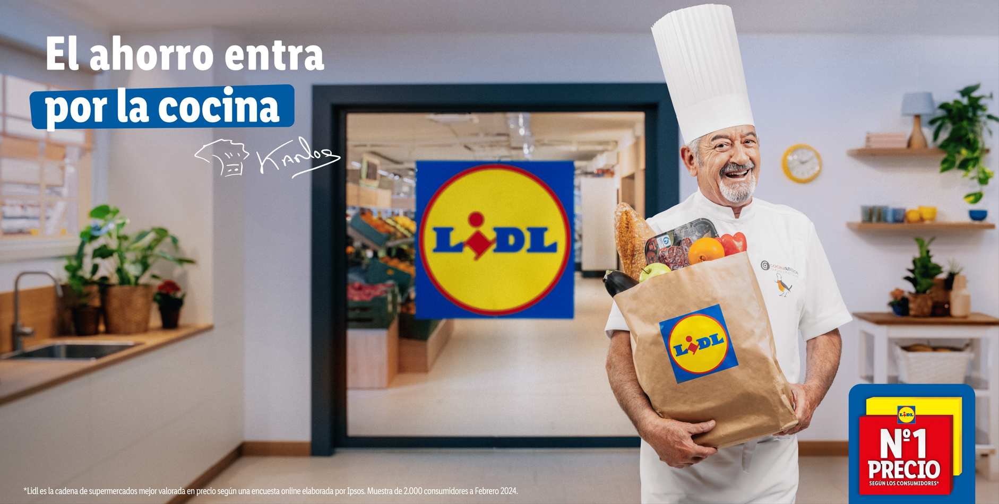 El ahorro entra
por la cocina
Karlos
LIDL
COCINA ABIERTA
LIDL
LIDL
Nº1
PRECIO
SEGÚN LOS CONSUMIDORES*
*Lidl es la cadena de supermercados mejor valorada en precio según una encuesta online elaborada por Ipsos. Muestra de 2.000 consumidores a Febrero 2024.